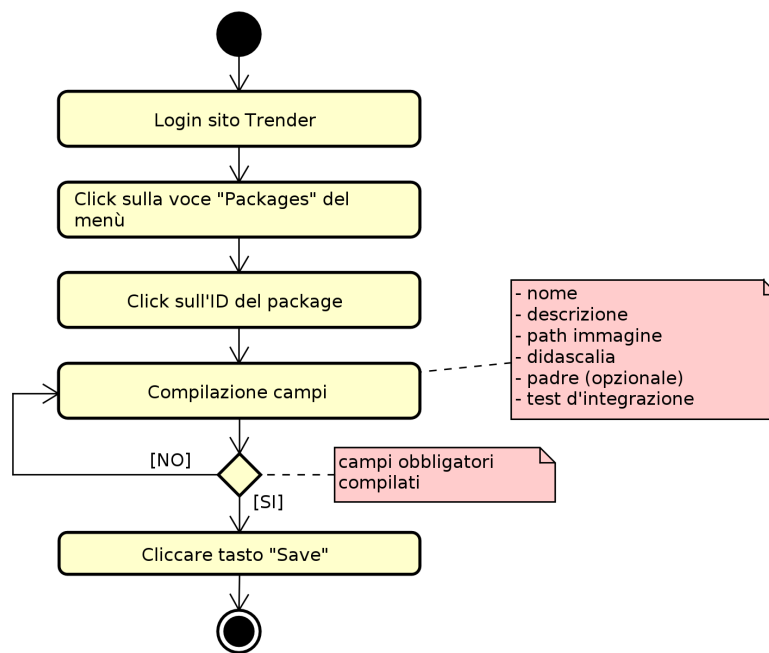 Login sito Trender
Click sulla voce "Packages" del
menù
Click sull'ID del package
- nome
- descrizione
- path immagine
- didascalia
- padre (opzionale)
- test d'integrazione
Compilazione campi
[NO]
campi obbligatori
compilati
[SI]
Cliccare tasto "Save"